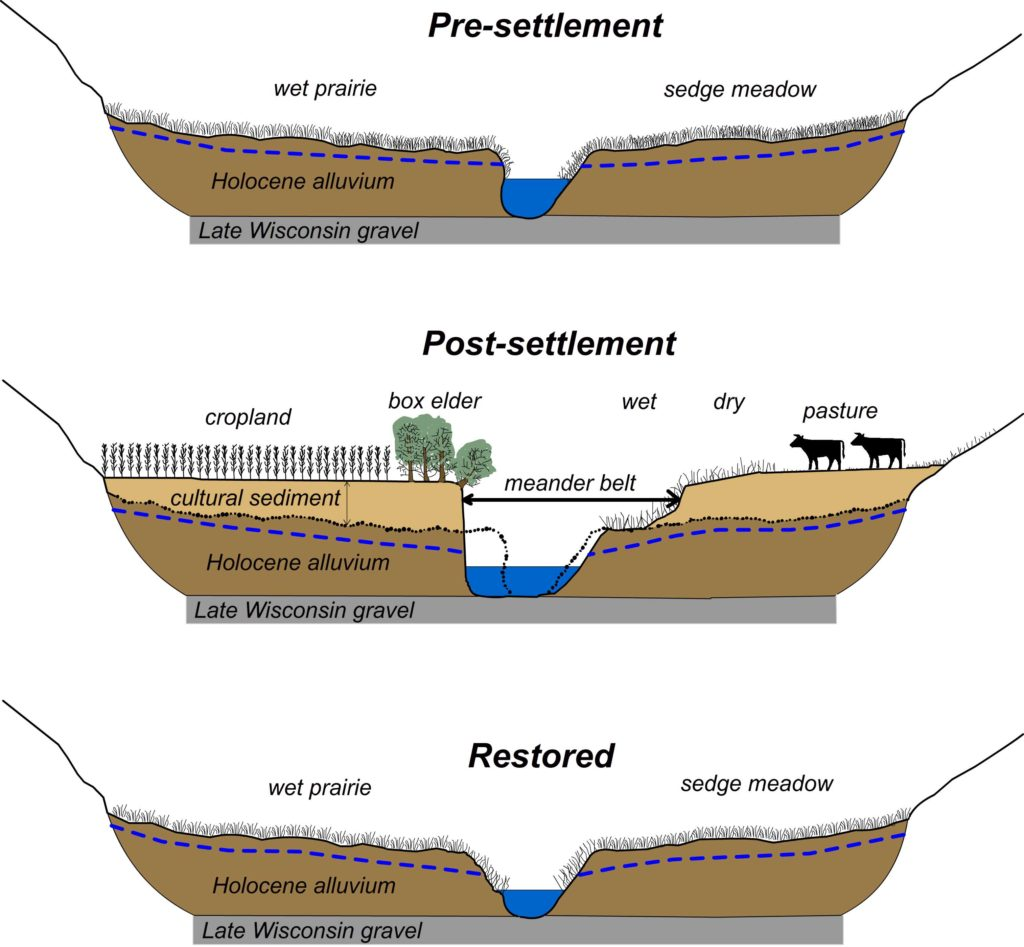 Pre-settlement
wet prairie
sedge meadow
Holocene alluvium
Late Wisconsin gravel
Post-settlement
cropland
box elder
wet
dry
pasture
cultural sediment
meander belt
Holocene alluvium
Late Wisconsin gravel
Restored
wet prairie
sedge meadow
Holocene alluvium
Late Wisconsin gravel